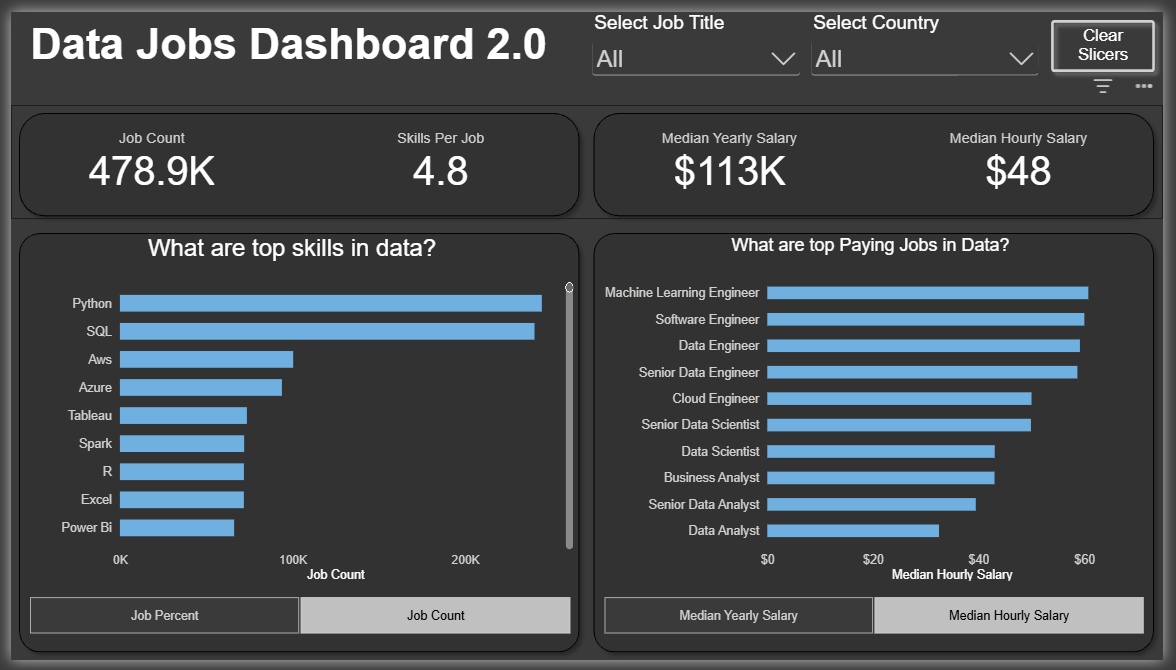 Data Jobs Dashboard 2.0
Select Job Title
All
Select Country
All
Clear
Slicers
Job Count
478.9K
Skills Per Job
4.8
Median Yearly Salary
$113K
Median Hourly Salary
$48
What are top skills in data?
Python
SQL
Aws
Azure
Tableau
Spark
R
Excel
Power Bi
0K
100K
200K
Job Count
Job Percent
Job Count
What are top Paying Jobs in Data?
Machine Learning Engineer
Software Engineer
Data Engineer
Senior Data Engineer
Cloud Engineer
Senior Data Scientist
Data Scientist
Business Analyst
Senior Data Analyst
Data Analyst
$0
$20
$40
$60
Median Hourly Salary
Median Yearly Salary
Median Hourly Salary